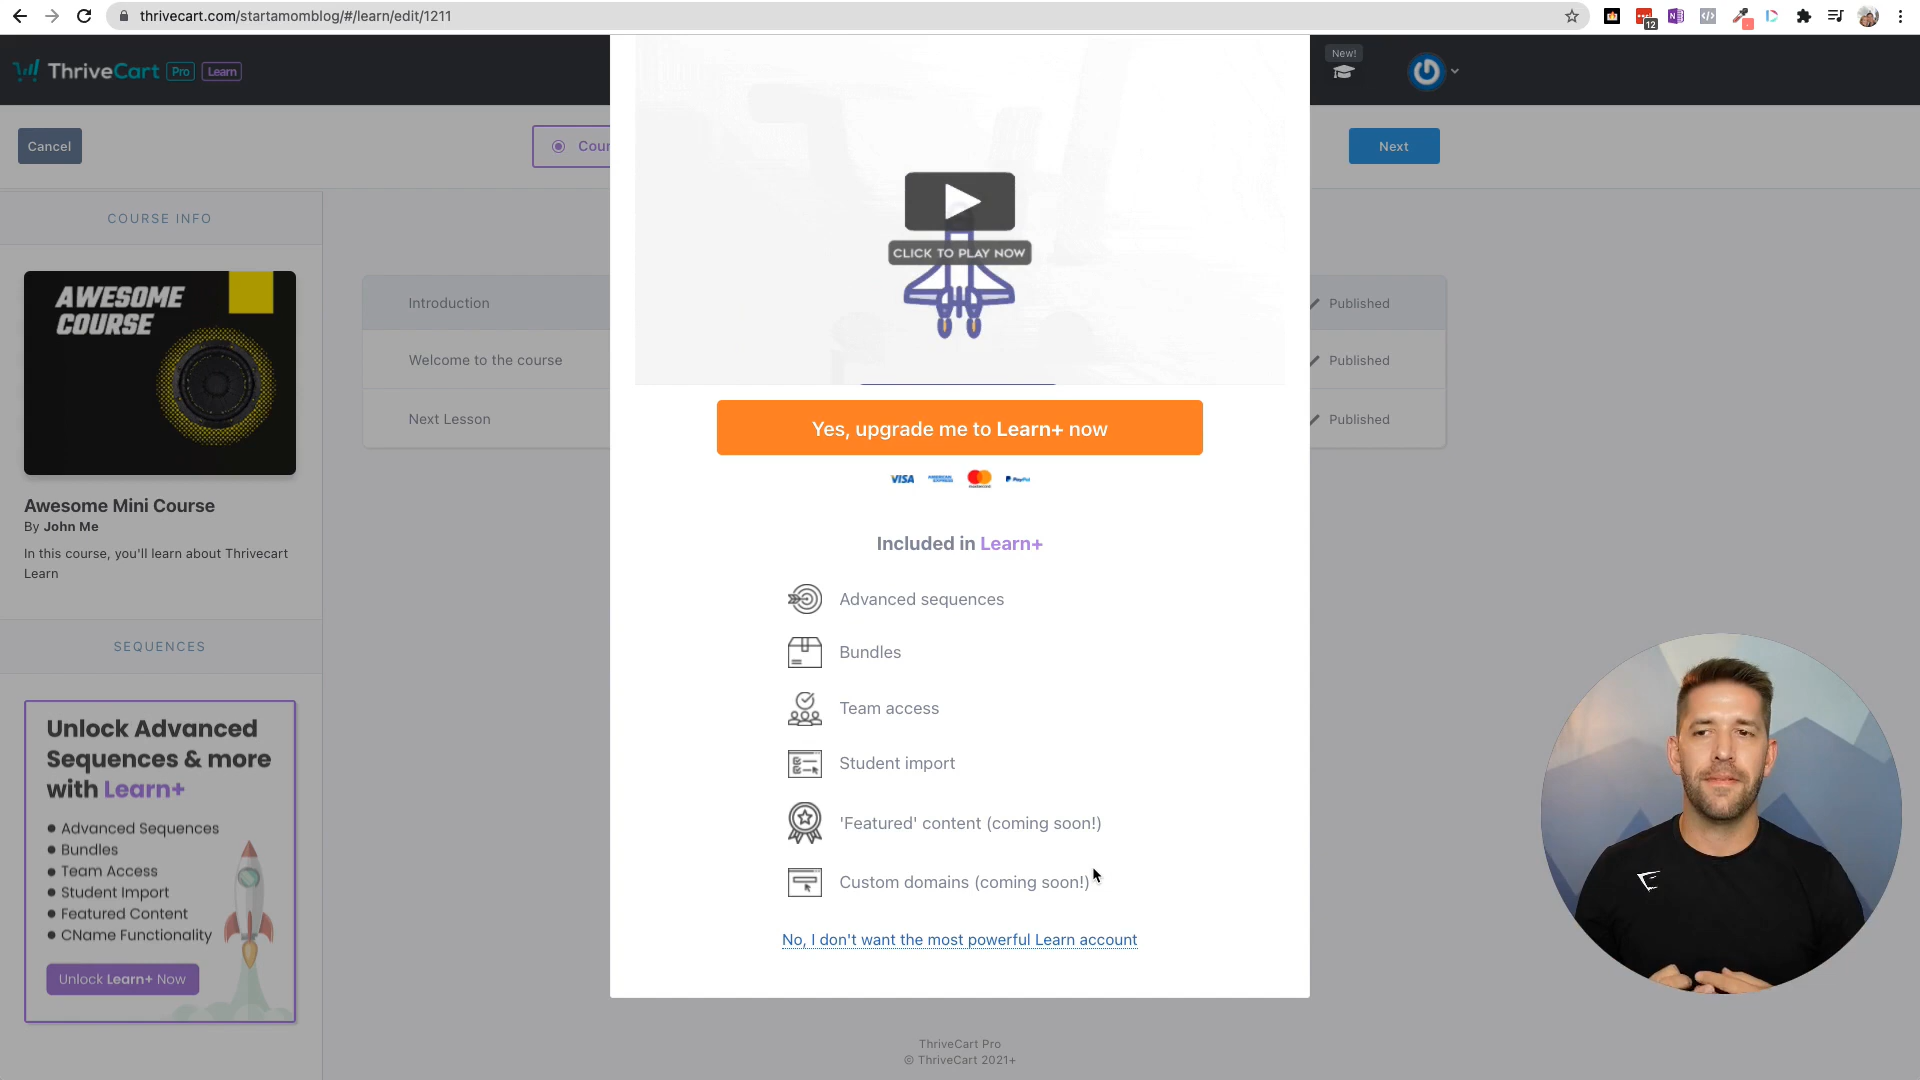 thrivecart.com/startamomblog/#/learn/edit/1211
12
ThriveCart Pro Learn
New!
Cancel
Cour
Next
COURSE INFO
AWESOME
COURSE
Awesome Mini Course
By John Me
In this course, you'll learn about Thrivecart
Learn
SEQUENCES
Unlock Advanced
Sequences & more
with Learn+
• Advanced Sequences
• Bundles
• Team Access
• Student Import
• Featured Content
• CName Functionality
Unlock Learn+ Now
Introduction
Published
Welcome to the course
Published
Next Lesson
Published
CLICK TO PLAY NOW
Yes, upgrade me to Learn+ now
VISA
AMERICAN
EXPRESS
mastercard
PayPal
Included in Learn+
Advanced sequences
Bundles
Team access
Student import
'Featured' content (coming soon!)
Custom domains (coming soon!)
No, I don't want the most powerful Learn account
ThriveCart Pro
© ThriveCart 2021+